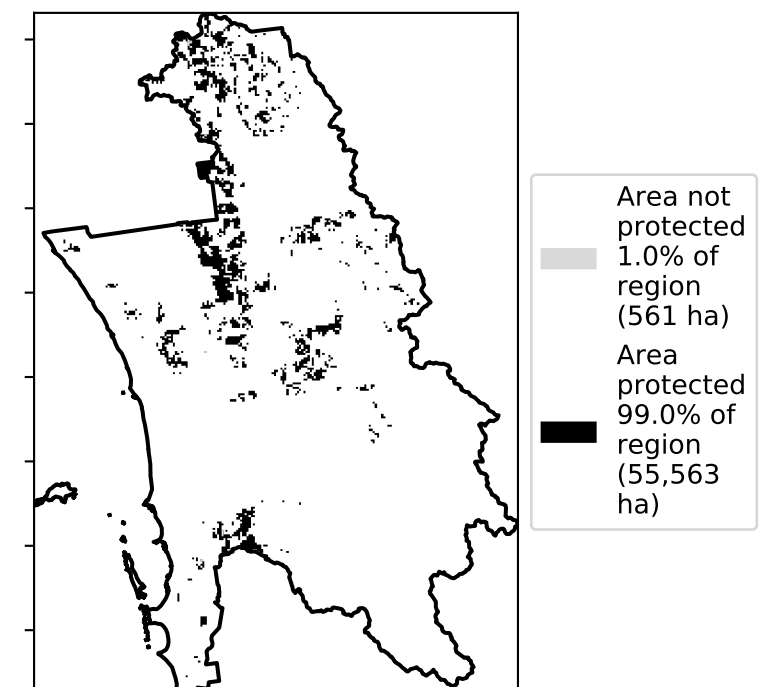 Area not
protected
1.0% of
region
(561 ha)
Area
protected
99.0% of
region
(55,563
ha)